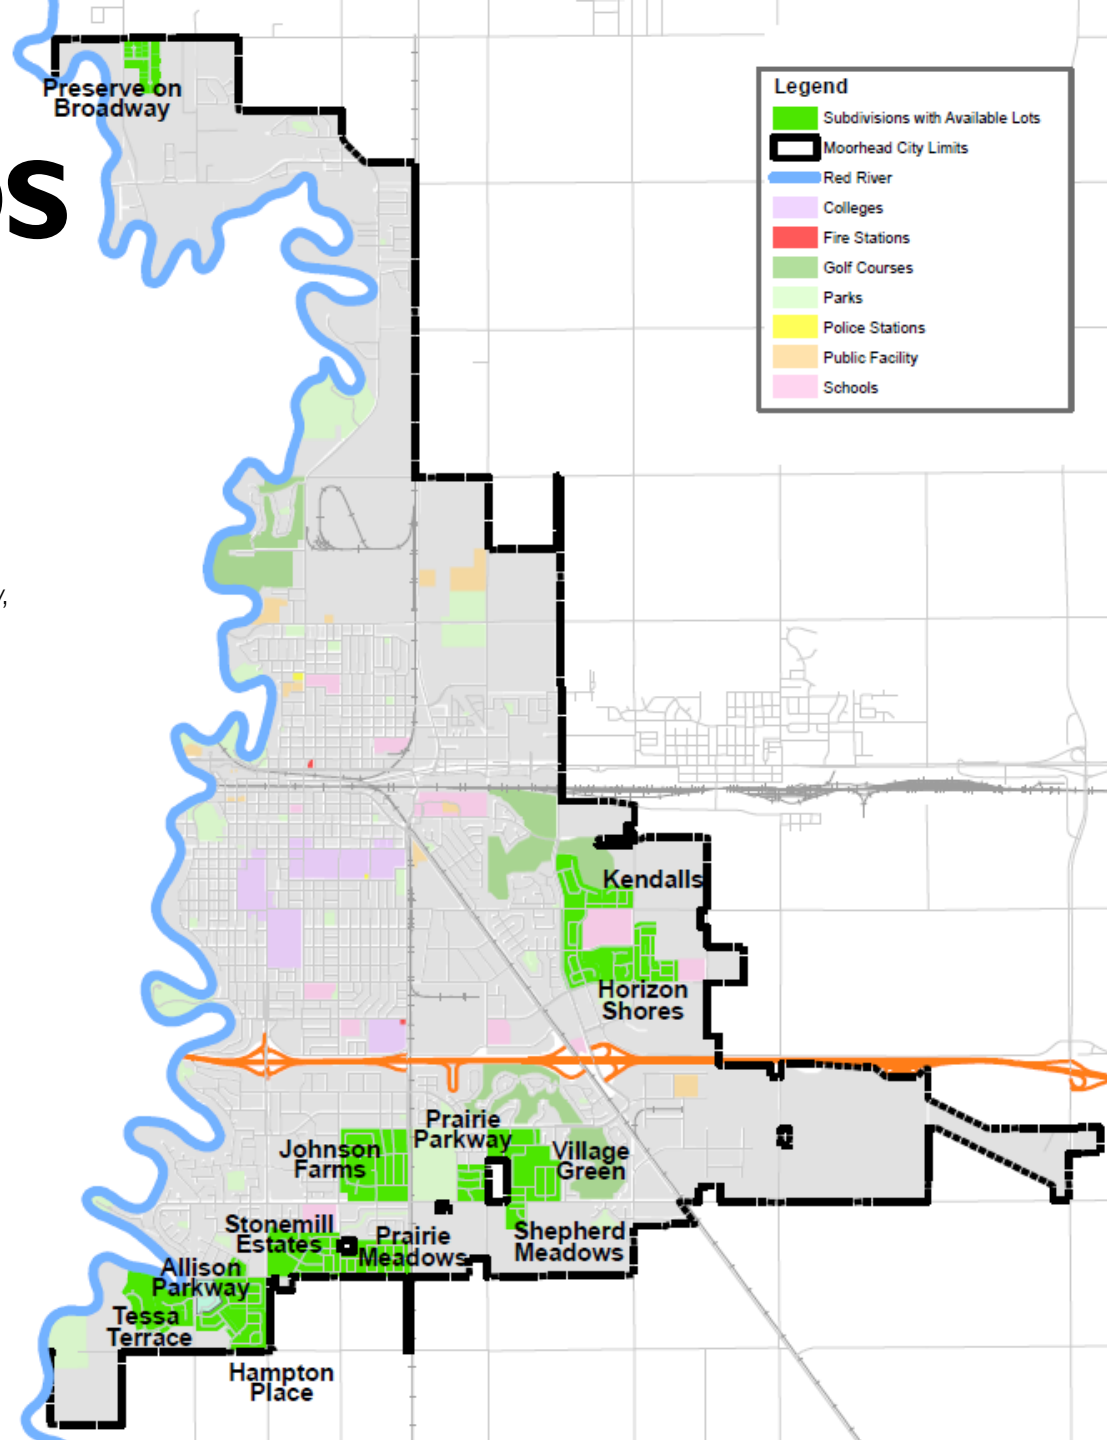 Preserve on
Broadway
Legend
Subdivisions with Available Lots
Moorhead City Limits
Red River
Colleges
Fire Stations
Golf Courses
Parks
Police Stations
Public Facility
Schools
s
Kendalls
Horizon
Shores
Prairie
Parkway
Johnson
Farms
Village
Green
Stonemill
Estates
Prairie
Meadows
Shepherd
Meadows
Allison
Parkway
Tessa
Terrace
Hampton
Place